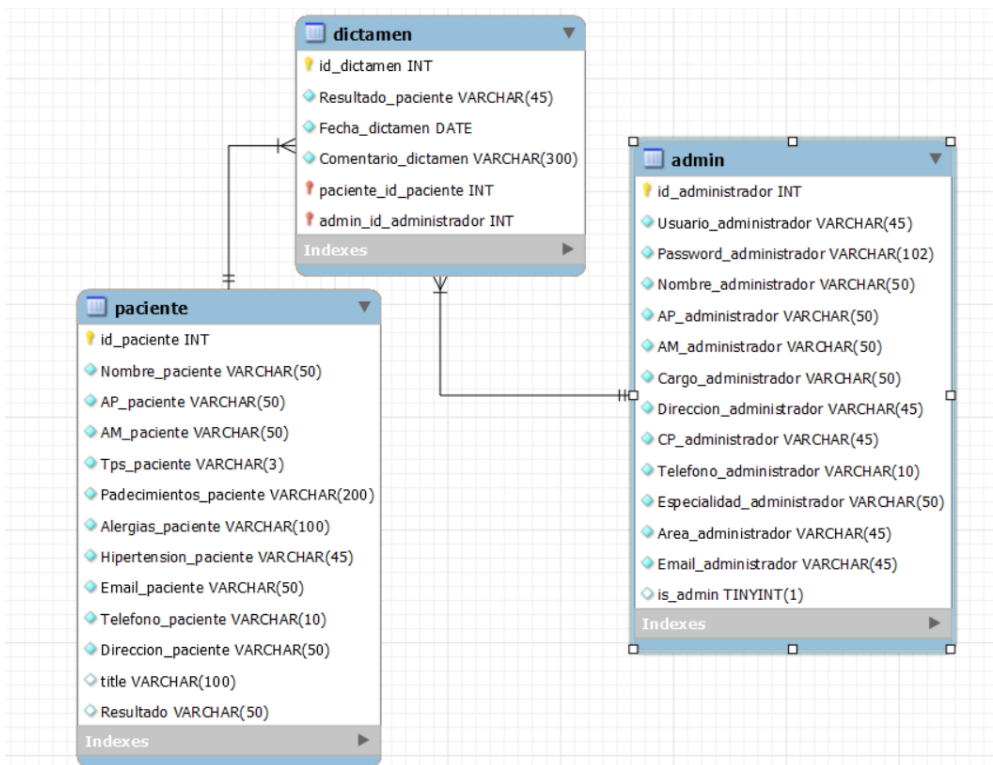 dictamen
id_dictamen INT
Resultado_paciente VARCHAR(45)
Fecha_dictamen DATE
Comentario_dictamen VARCHAR(300)
paciente_id_paciente INT
admin_id_administrador INT
Indexes
paciente
id_paciente INT
Nombre_paciente VARCHAR(50)
AP_paciente VARCHAR(50)
AM_paciente VARCHAR(50)
Tps_paciente VARCHAR(3)
Padecimientos_paciente VARCHAR(200)
Alergias_paciente VARCHAR(100)
Hipertension_paciente VARCHAR(45)
Email_paciente VARCHAR(50)
Telefono_paciente VARCHAR(10)
Direccion_paciente VARCHAR(50)
title VARCHAR(100)
Resultado VARCHAR(50)
Indexes
admin
id_administrador INT
Usuario_administrador VARCHAR(45)
Password_administrador VARCHAR(102)
Nombre_administrador VARCHAR(50)
AP_administrador VARCHAR(50)
AM_administrador VARCHAR(50)
Cargo_administrador VARCHAR(50)
Direccion_administrador VARCHAR(45)
CP_administrador VARCHAR(45)
Telefono_administrador VARCHAR(10)
Especialidad_administrador VARCHAR(50)
Area_administrador VARCHAR(45)
Email_administrador VARCHAR(45)
is_admin TINYINT(1)
Indexes